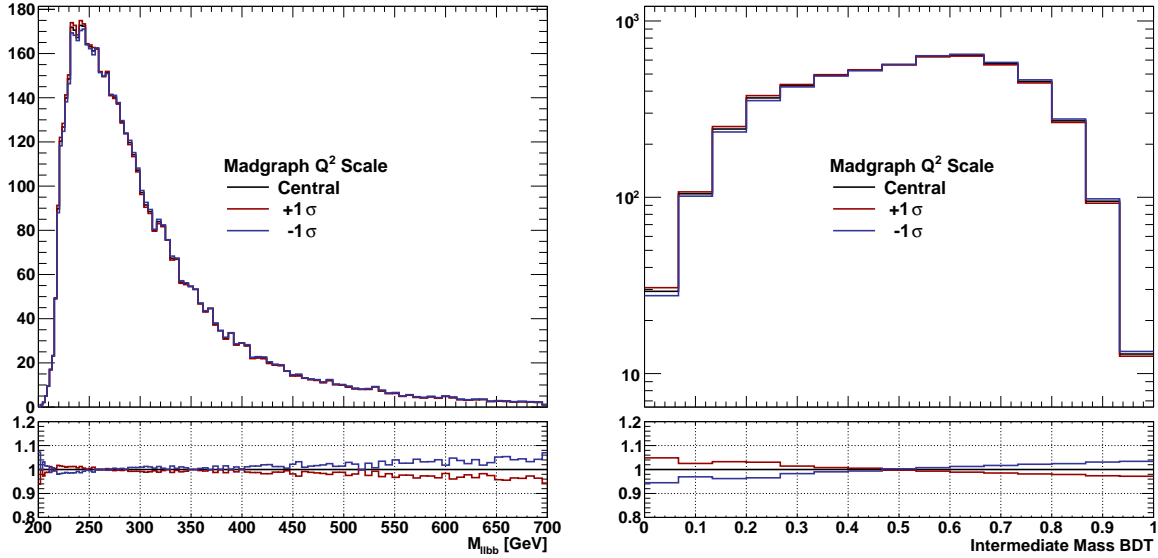 180
160
140
120
100
80
60
40
20
0
Madgraph Q² Scale
Central
+1σ
-1σ
1.2
1.1
1
0.9
0.8
200 250 300 350 400 450 500 550 600 650 700
M_llbb [GeV]
10³
10²
10
Madgraph Q² Scale
Central
+1σ
-1σ
1.2
1.1
1
0.9
0.8
0 0.1 0.2 0.3 0.4 0.5 0.6 0.7 0.8 0.9 1
Intermediate Mass BDT